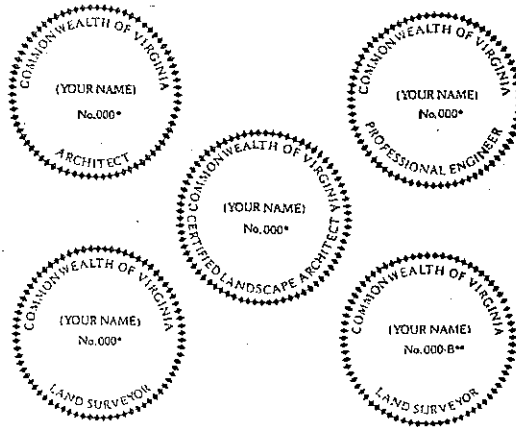 COMMONWEALTH OF VIRGINIA
(YOUR NAME)
No.000*
ARCHITECT
COMMONWEALTH OF VIRGINIA
(YOUR NAME)
No.000*
PROFESSIONAL ENGINEER
COMMONWEALTH OF VIRGINIA
(YOUR NAME)
No.000*
CERTIFIED LANDSCAPE ARCHITECT
COMMONWEALTH OF VIRGINIA
(YOUR NAME)
No.000*
LAND SURVEYOR
COMMONWEALTH OF VIRGINIA
(YOUR NAME)
No.000-B**
LAND SURVEYOR